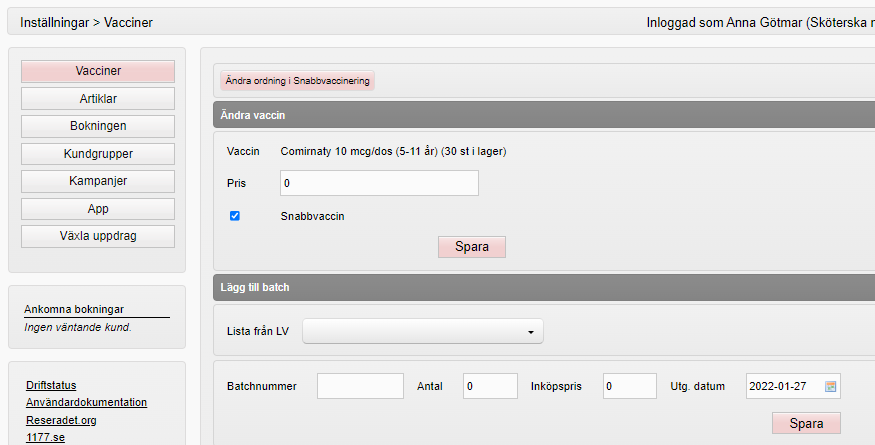 Inställningar > Vacciner
Inloggad som Anna Götmar (Sköterska
Vacciner
Artiklar
Bokningen
Kundgrupper
Kampanjer
App
Växla uppdrag
Ankomna bokningar
Ingen väntande kund.
Driftstatus
Användardokumentation
Reseradet.org
1177.se
Ändra ordning i Snabbvaccinering
Ändra vaccin
Vaccin Comirnaty 10 mcg/dos (5-11 år) (30 st i lager)
Pris 0
Snabbvaccin
Spara
Lägg till batch
Lista från LV
Batchnummer Antal 0 Inköpspris 0 Utg. datum 2022-01-27
Spara